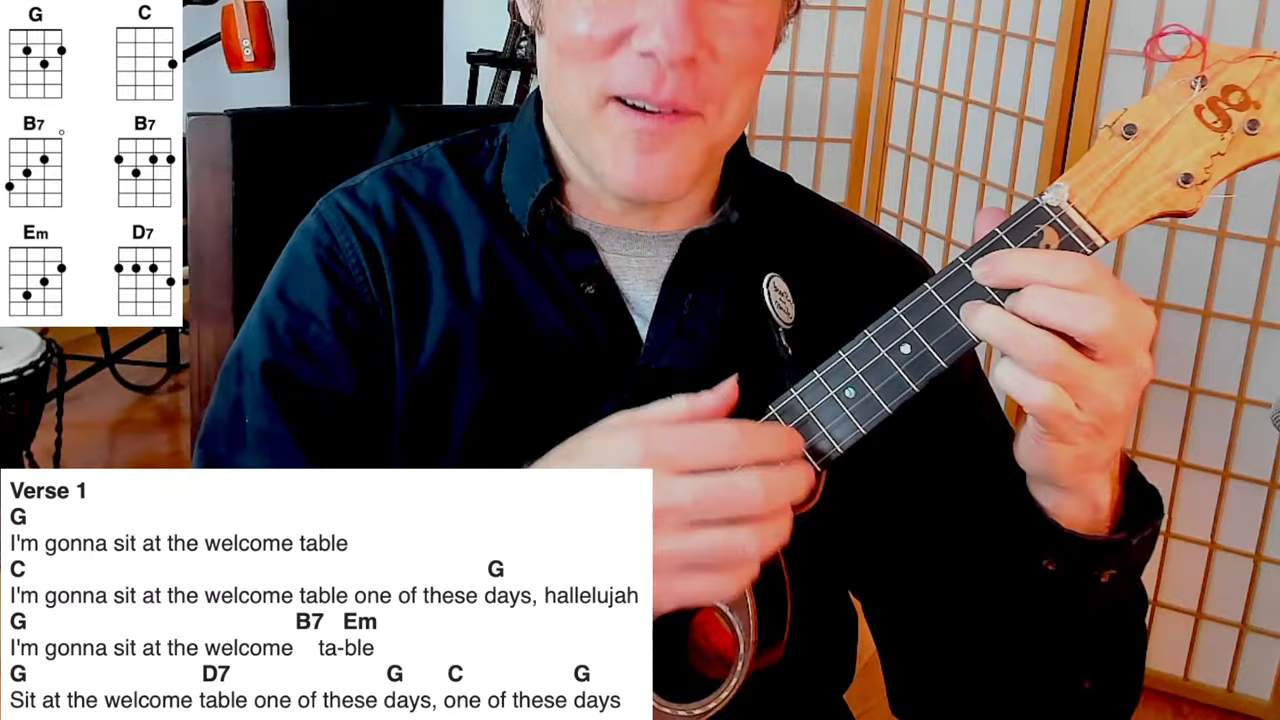 G C
B7 B7
Em D7
Verse 1
G
I'm gonna sit at the welcome table
C G
I'm gonna sit at the welcome table one of these days, hallelujah
G B7 Em
I'm gonna sit at the welcome ta-ble
G D7 G C G
Sit at the welcome table one of these days, one of these days